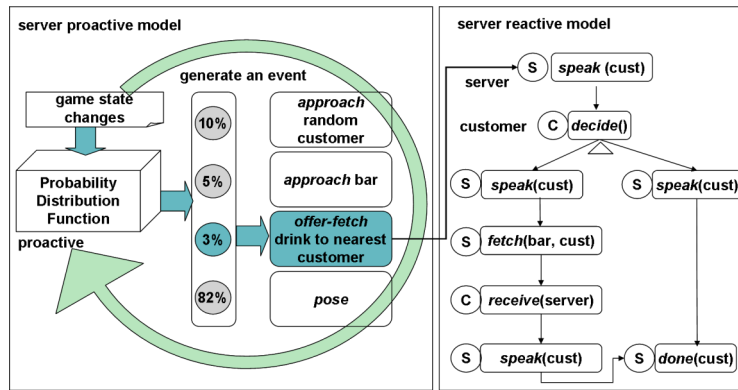 server proactive model
generate an event
game state
changes
Probability
Distribution
Function
proactive
10%
5%
3%
82%
approach
random
customer
approach bar
offer-fetch
drink to nearest
customer
pose
server reactive model
S
speak (cust)
server
customer
C
decide()
S
speak(cust)
S
speak(cust)
S
fetch(bar, cust)
C
receive(server)
S
speak(cust)
S
done(cust)